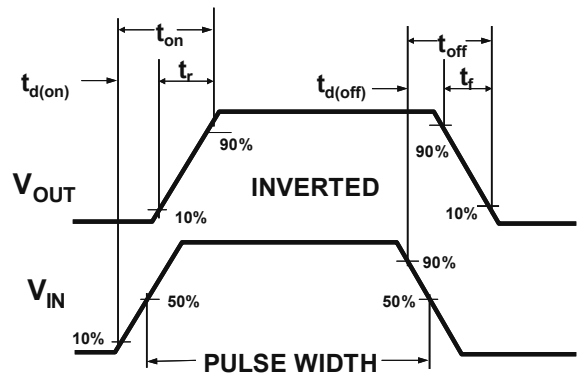 t_on
t_off
t_d(on)
t_r
t_d(off)
t_f
90%
90%
V_OUT
INVERTED
10%
10%
90%
V_IN
50%
50%
10%
PULSE WIDTH